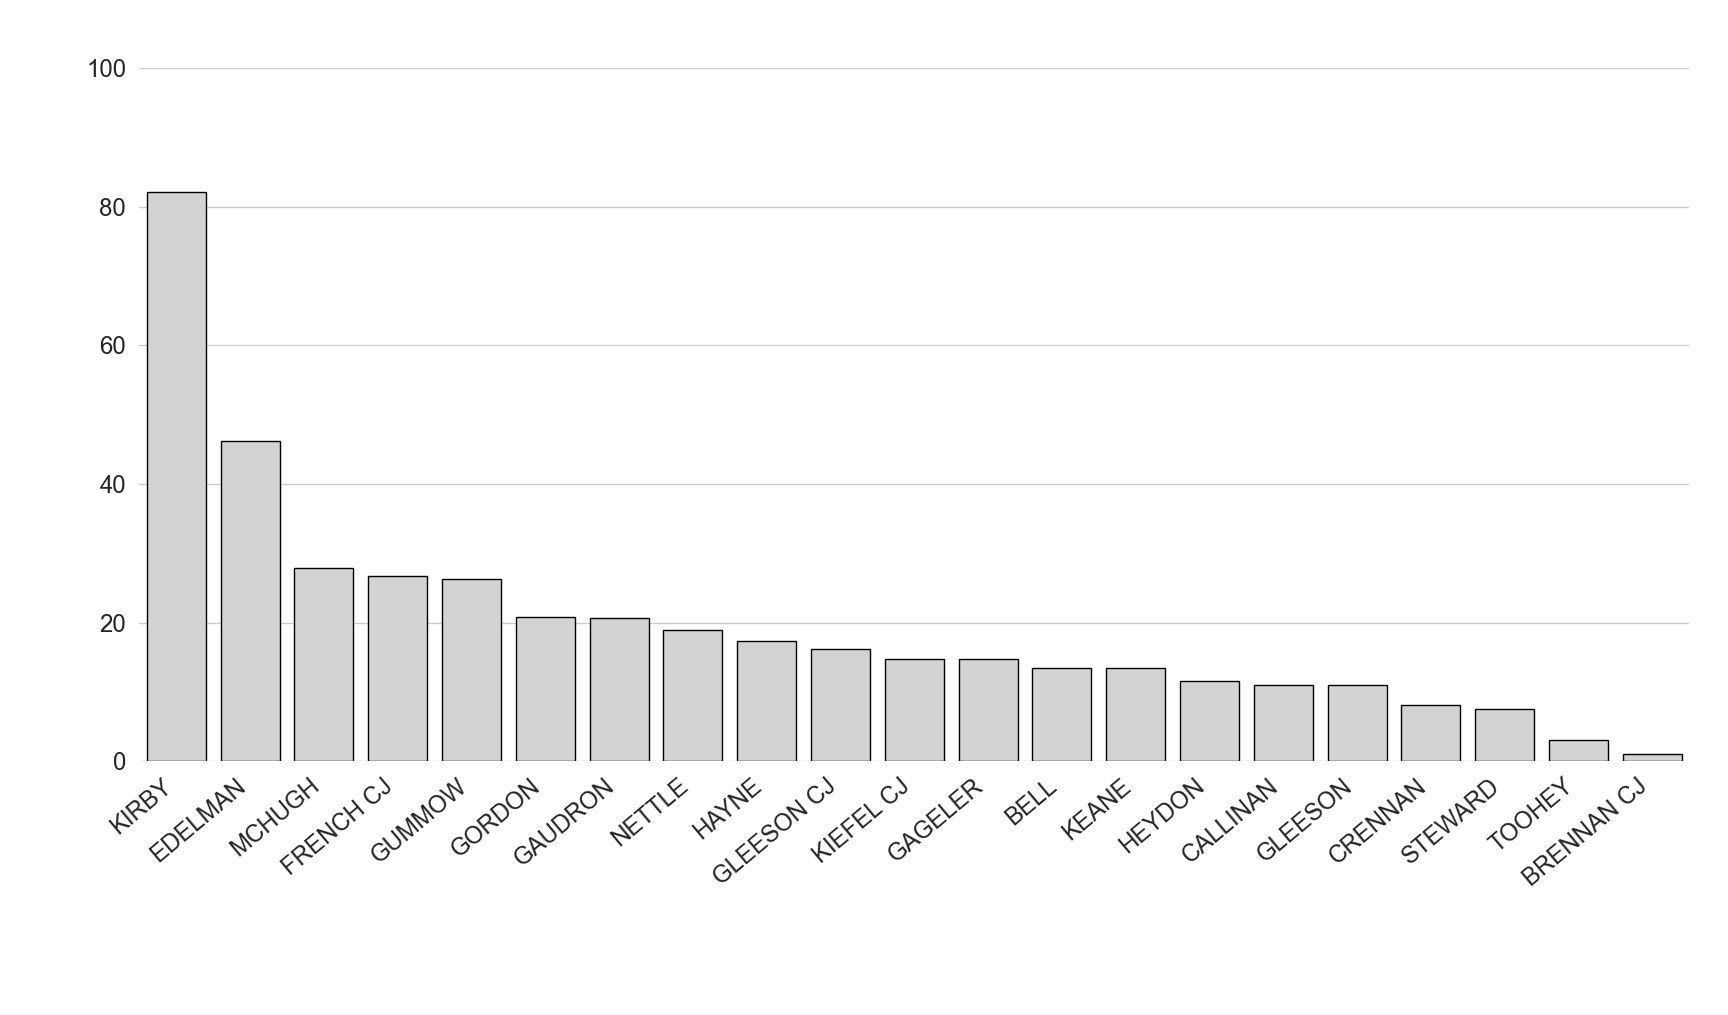 100
80
60
40
20
0
KIRBY
EDELMAN
MCHUGH
FRENCH CJ
GUMMOW
GORDON
GAUDRON
NETTLE
HAYNE
GLEESON CJ
KIEFEL CJ
GAGELER
BELL
KEANE
HEYDON
CALLINAN
GLEESON
CRENNAN
STEWARD
TOOHEY
BRENNAN CJ